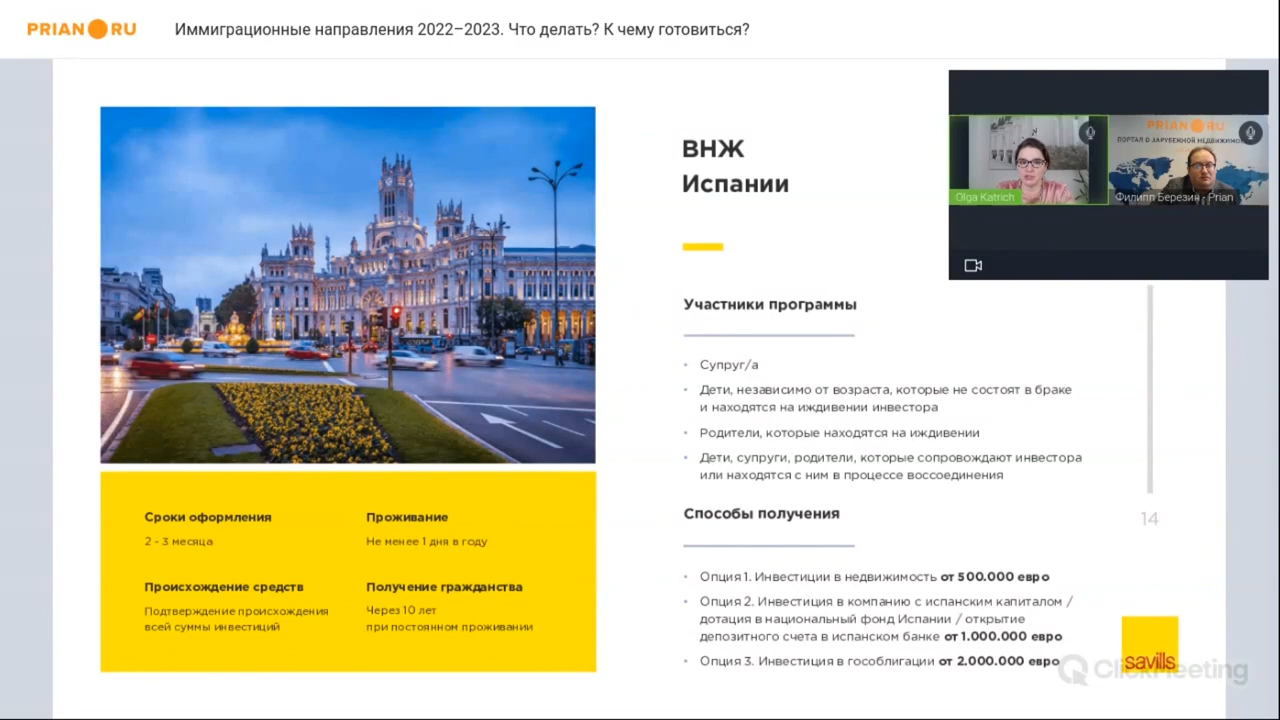 PRIAN RU
Иммиграционные направления 2022–2023. Что делать? К чему готовиться?
ВНЖ
Испании
PRIAN RU
ПОРТАЛ О ЗАРУБЕЖНОЙ НЕДВИЖИМОС
Olga Katrich
Филипп Березин - Prian
Участники программы
Супруг/а
Дети, независимо от возраста, которые не состоят в браке
и находятся на иждивении инвестора
Родители, которые находятся на иждивении
Дети, супруги, родители, которые сопровождают инвестора
или находятся с ним в процессе воссоединения
Способы получения
14
Опция 1. Инвестиции в недвижимость от 500.000 евро
Опция 2. Инвестиция в компанию с испанским капиталом /
дотация в национальный фонд Испании / открытие
депозитного счета в испанском банке от 1.000.000 евро
Опция 3. Инвестиция в гособлигации от 2.000.000 евро
Сроки оформления
2 - 3 месяца
Проживание
Не менее 1 дня в году
Происхождение средств
Подтверждение происхождения
всей суммы инвестиций
Получение гражданства
Через 10 лет
при постоянном проживании
savills
ClickMeeting